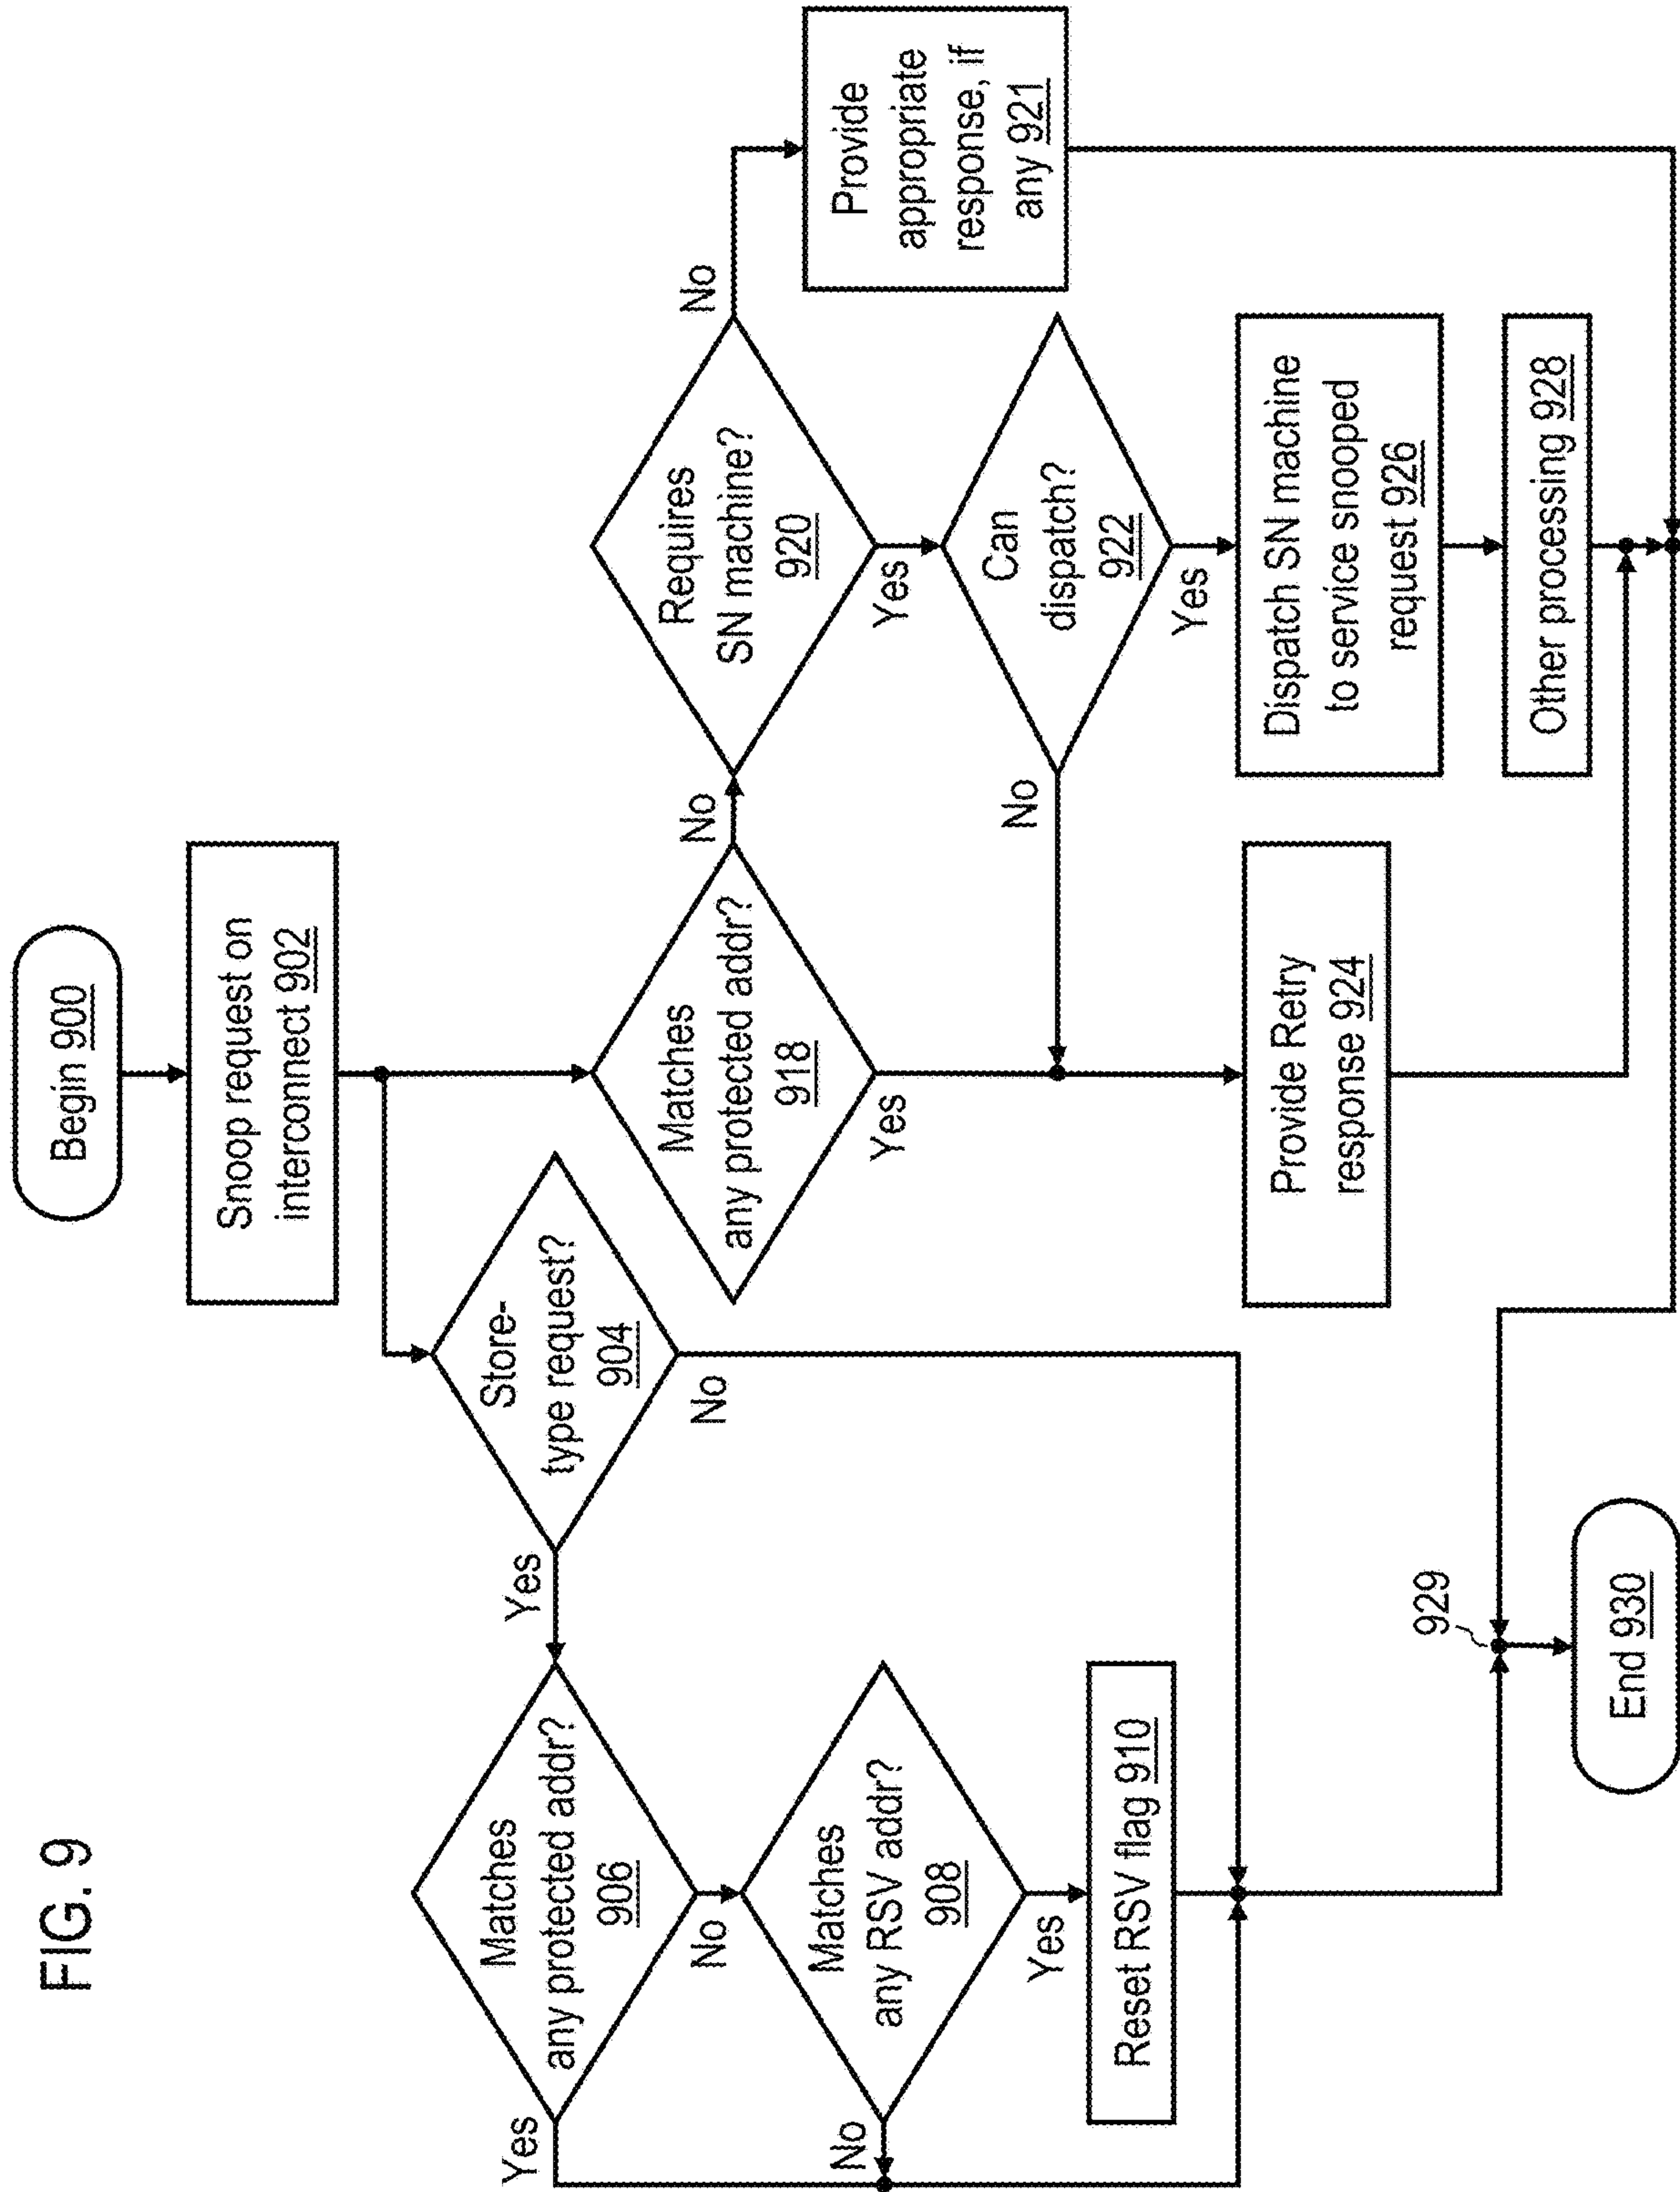 FIG. 9
Begin 900
Snoop request on
interconnect 902
Store-
type request?
904
Yes
No
Matches
any protected addr?
906
Yes
No
Matches
any RSV addr?
908
No
Yes
Reset RSV flag 910
Matches
any protected addr?
918
No
Yes
Requires
SN machine?
920
No
Yes
Provide
appropriate
response, if
any 921
Can
dispatch?
922
No
Yes
Provide Retry
response 924
Dispatch SN machine
to service snooped
request 926
Other processing 928
929
End 930